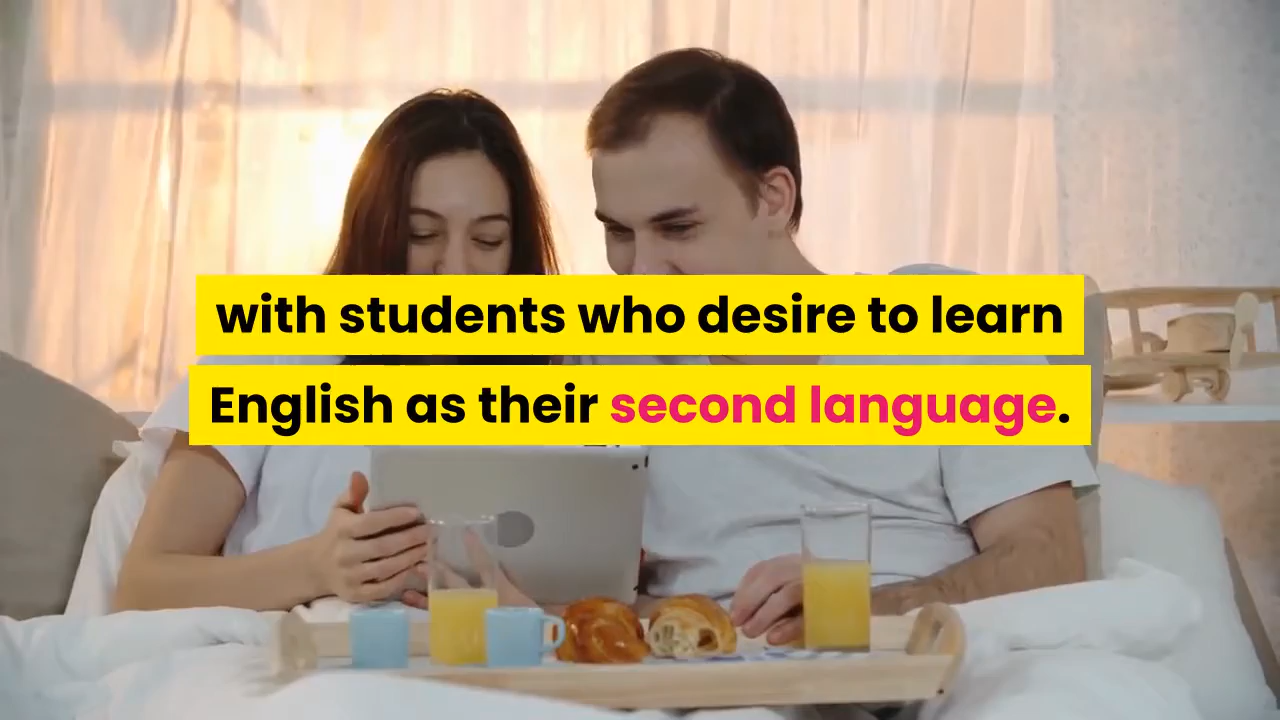 with students who desire to learn
English as their second language.